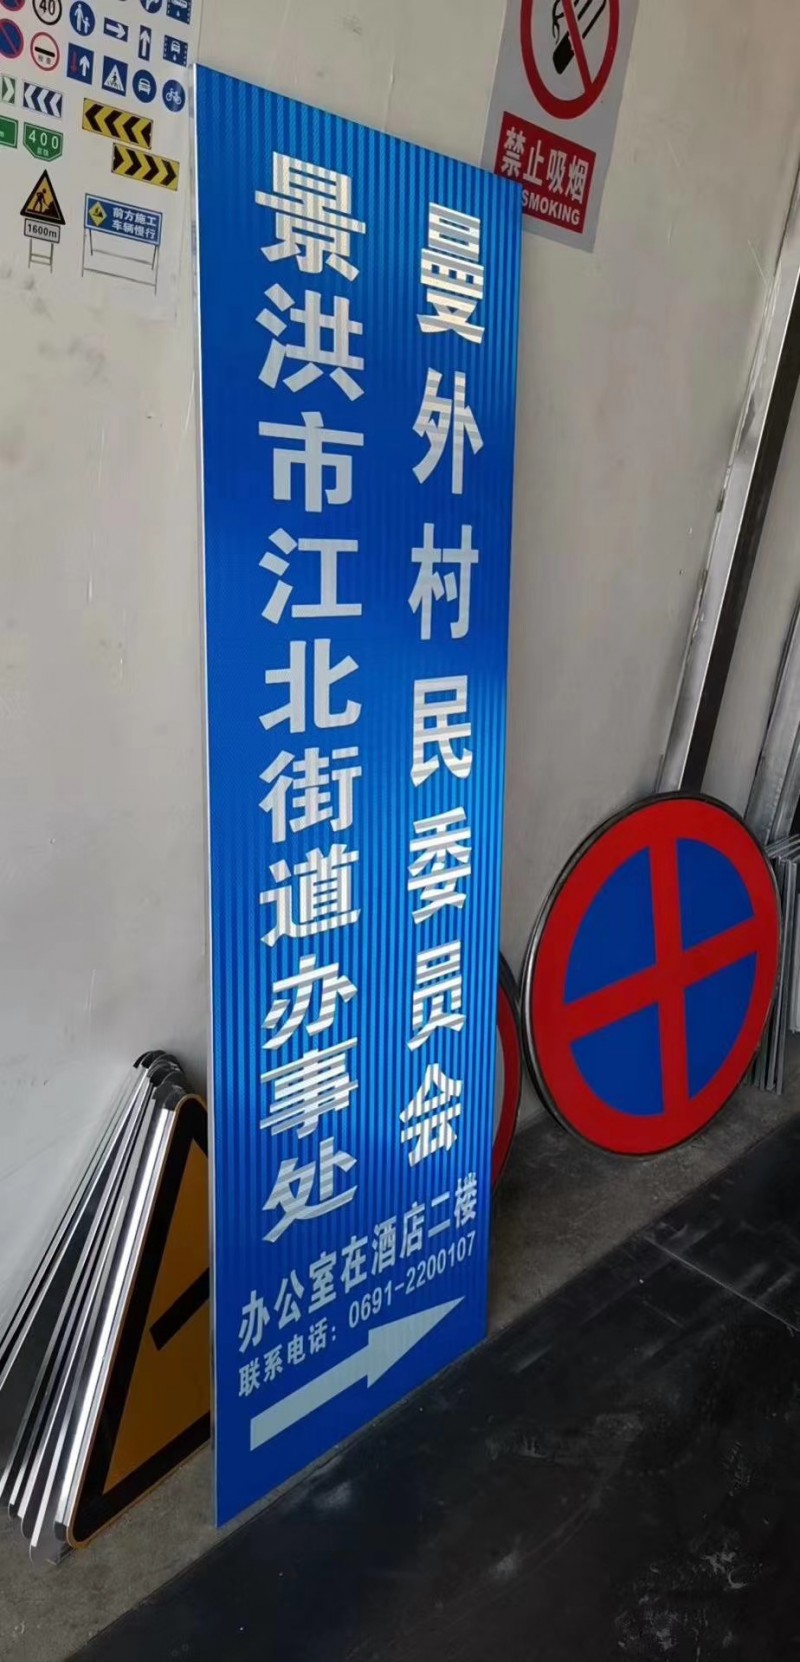 40
400
1600m
前方施工
车辆慢行
禁止吸烟
SMOKING
景洪市江北街道办事处
曼外村民委员会
办公室在酒店二楼
联系电话：0691-2200107